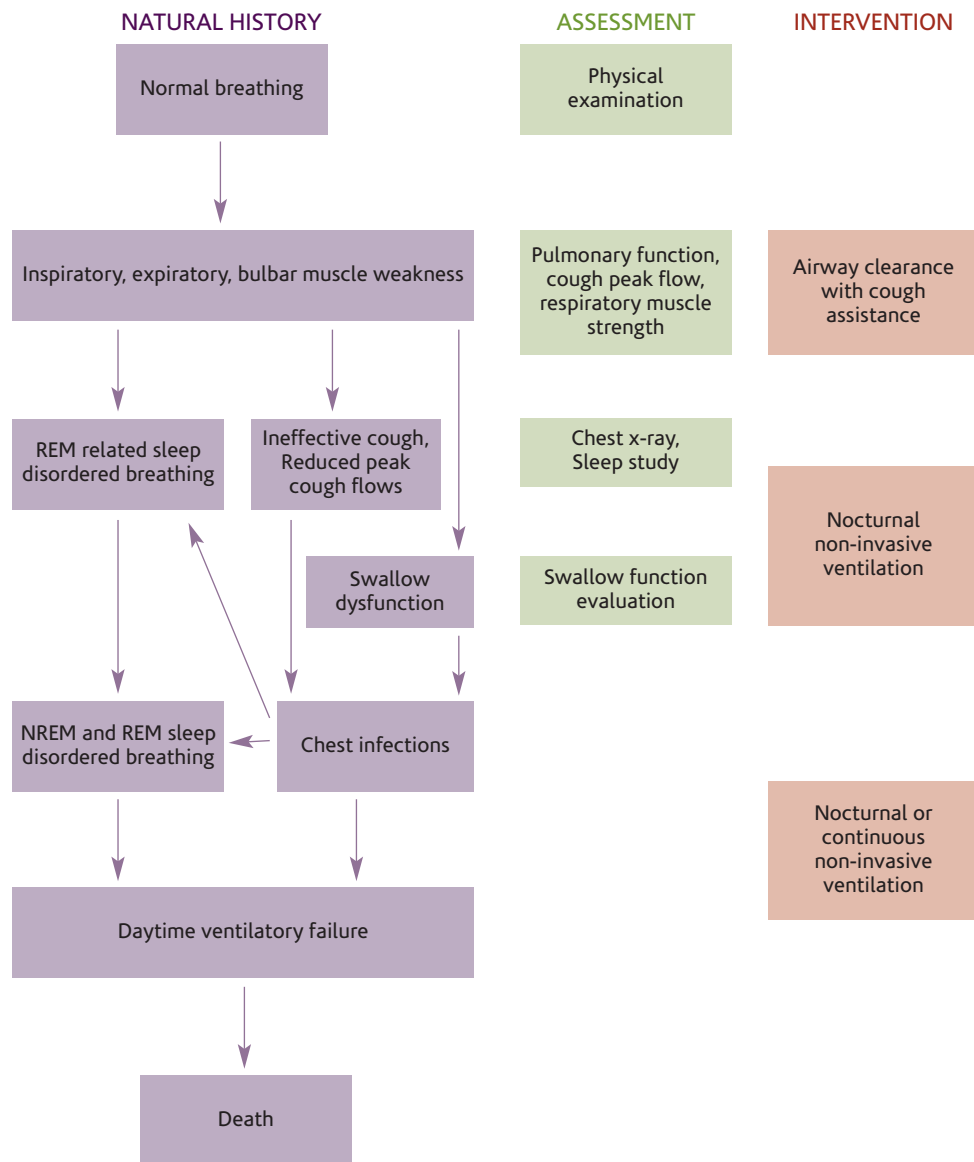 NATURAL HISTORY
ASSESSMENT
INTERVENTION
Normal breathing
Physical
examination
Inspiratory, expiratory, bulbar muscle weakness
Pulmonary function,
cough peak flow,
respiratory muscle
strength
Airway clearance
with cough
assistance
REM related sleep
disordered breathing
Ineffective cough,
Reduced peak
cough flows
Chest x-ray,
Sleep study
Nocturnal
non-invasive
ventilation
Swallow
dysfunction
Swallow function
evaluation
NREM and REM sleep
disordered breathing
Chest infections
Nocturnal or
continuous
non-invasive
ventilation
Daytime ventilatory failure
Death